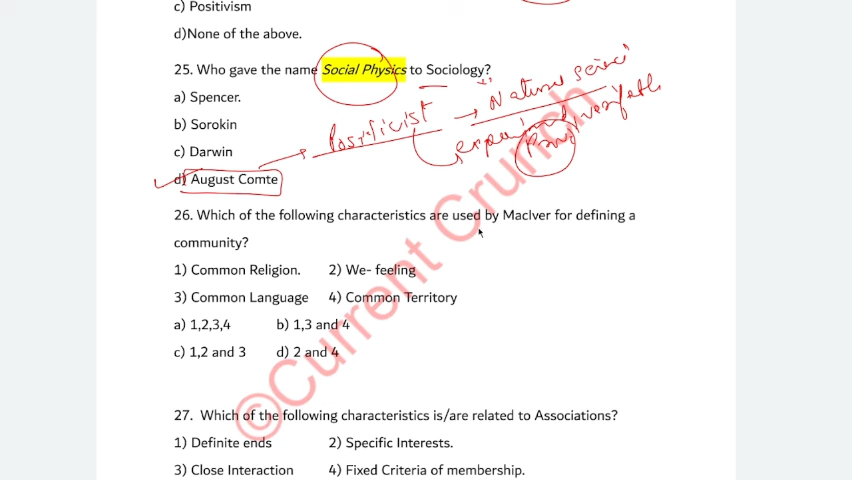 c) Positivism
d)None of the above.
25. Who gave the name Social Physics to Sociology?
a) Spencer.
b) Sorokin
c) Darwin
d) August Comte
Positivist → Natural Science
26. Which of the following characteristics are used by MacIver for defining a
community?
1) Common Religion. 2) We- feeling
3) Common Language 4) Common Territory
a) 1,2,3,4 b) 1,3 and 4
c) 1,2 and 3 d) 2 and 4
27. Which of the following characteristics is/are related to Associations?
1) Definite ends 2) Specific Interests.
3) Close Interaction 4) Fixed Criteria of membership.
©Current Crunch